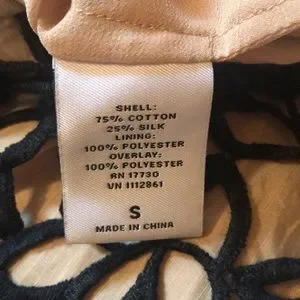 SHELL:
75% COTTON
25% SILK
LINING:
100% POLYESTER
OVERLAY:
100% POLYESTER
RN 17730
VN 1112861
S
MADE IN CHINA